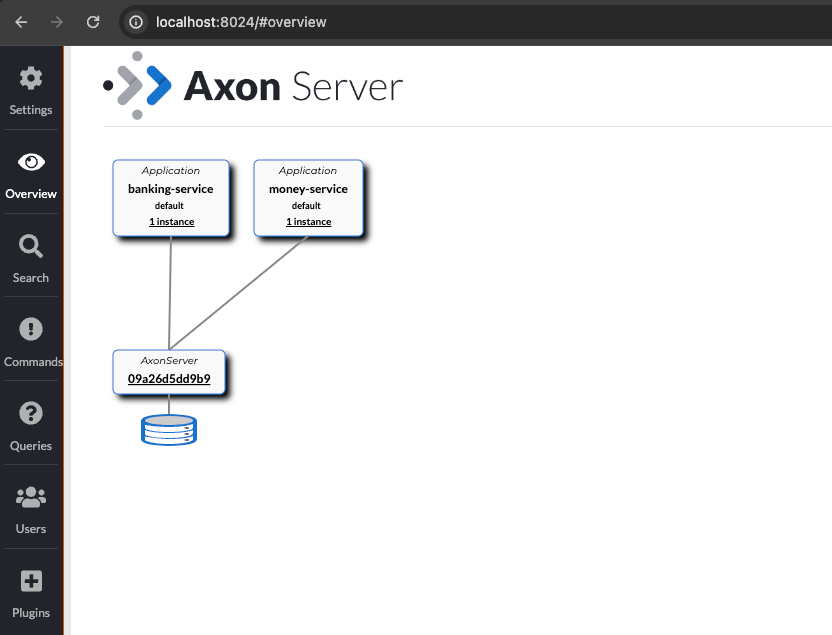 localhost:8024/#overview
Axon Server
Settings
Overview
Search
Commands
Queries
Users
Plugins
Application
banking-service
default
1 instance
Application
money-service
default
1 instance
AxonServer
09a26d5dd9b9